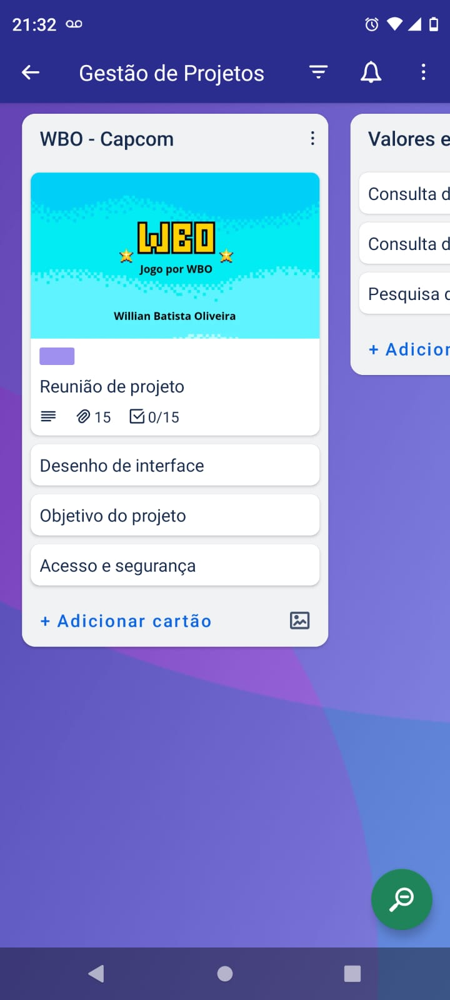 21:32
Gestão de Projetos
WBO - Capcom
WBO
Jogo por WBO
Willian Batista Oliveira
Reunião de projeto
15 0/15
Desenho de interface
Objetivo do projeto
Acesso e segurança
+ Adicionar cartão
Valores e
Consulta d
Consulta d
Pesquisa
+ Adicion